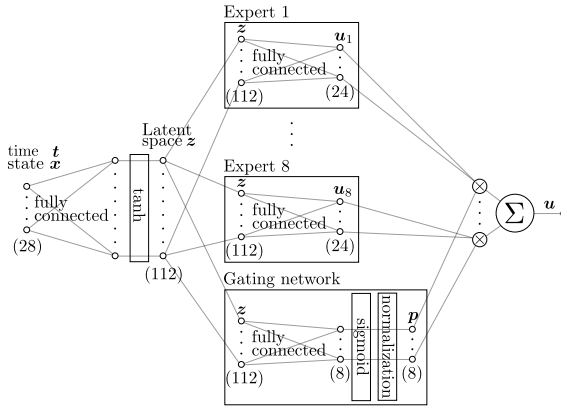 Expert 1
z
u₁
fully
connected
(112)
(24)
time t
state x
fully
connected
(28)
tanh
Latent
space z
(112)
Expert 8
z
u₈
fully
connected
(112)
(24)
Σ
u
Gating network
z
fully
connected
(112)
(8)
sigmoid
normalization
p
(8)